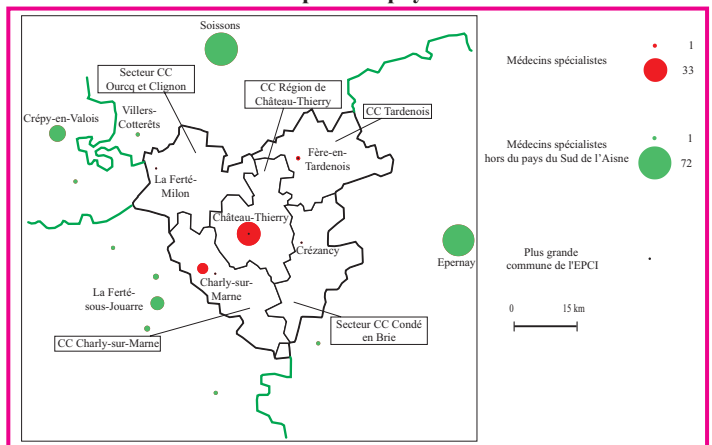 Soissons
Secteur CC
Ourcq et Clignon
CC Région de
Château-Thierry
CC Tardenois
Crépy-en-Valois
Villers-
Cotterêts
La Ferté-
Milon
Fère-en-
Tardenois
Château-Thierry
Crézancy
Epernay
Charly-sur-
Marne
La Ferté-
sous-Jouarre
CC Charly-sur-Marne
Secteur CC Condé
en Brie
Médecins spécialistes
1
33
Médecins spécialistes
hors du pays du Sud de l'Aisne
1
72
Plus grande
commune de l'EPCI
0
15 km